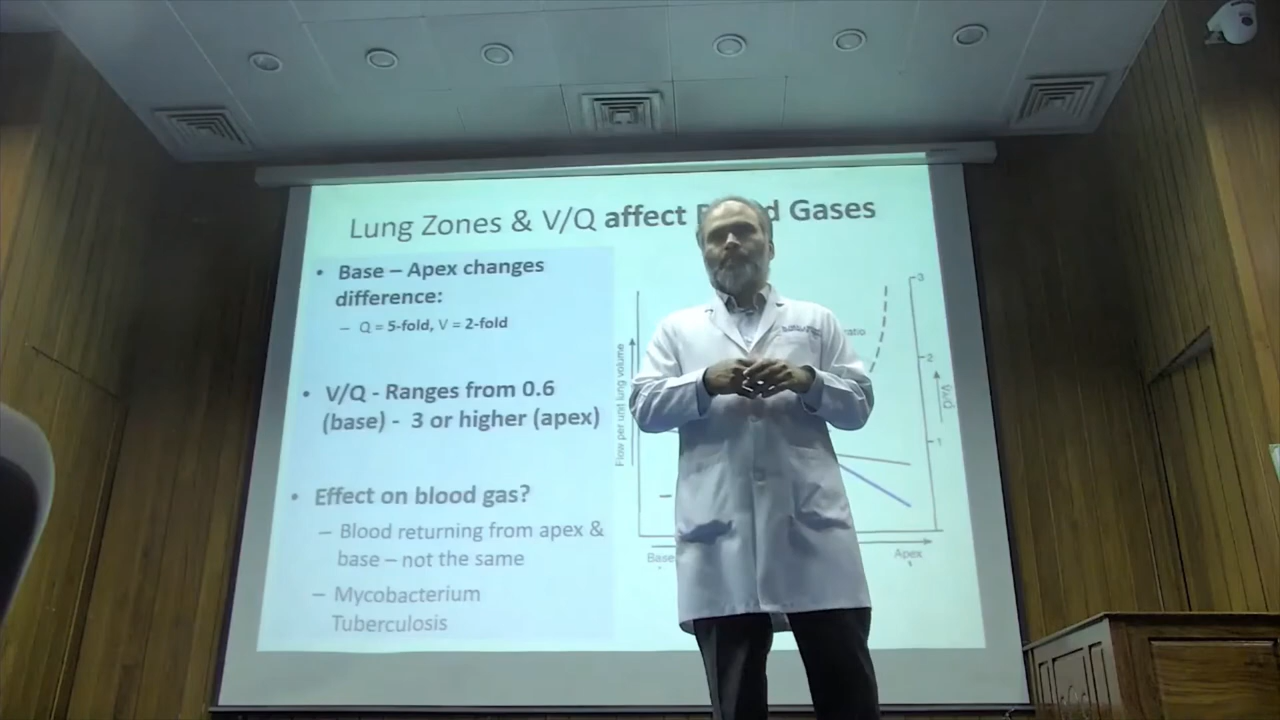 Lung Zones & V/Q affect d Gases
• Base – Apex changes
difference:
– Q = 5-fold, V = 2-fold
• V/Q - Ranges from 0.6
(base) - 3 or higher (apex)
• Effect on blood gas?
– Blood returning from apex &
base – not the same
– Mycobacterium
Tuberculosis
Flow per unit lung volume
ratio
3
2
1
Base
Apex